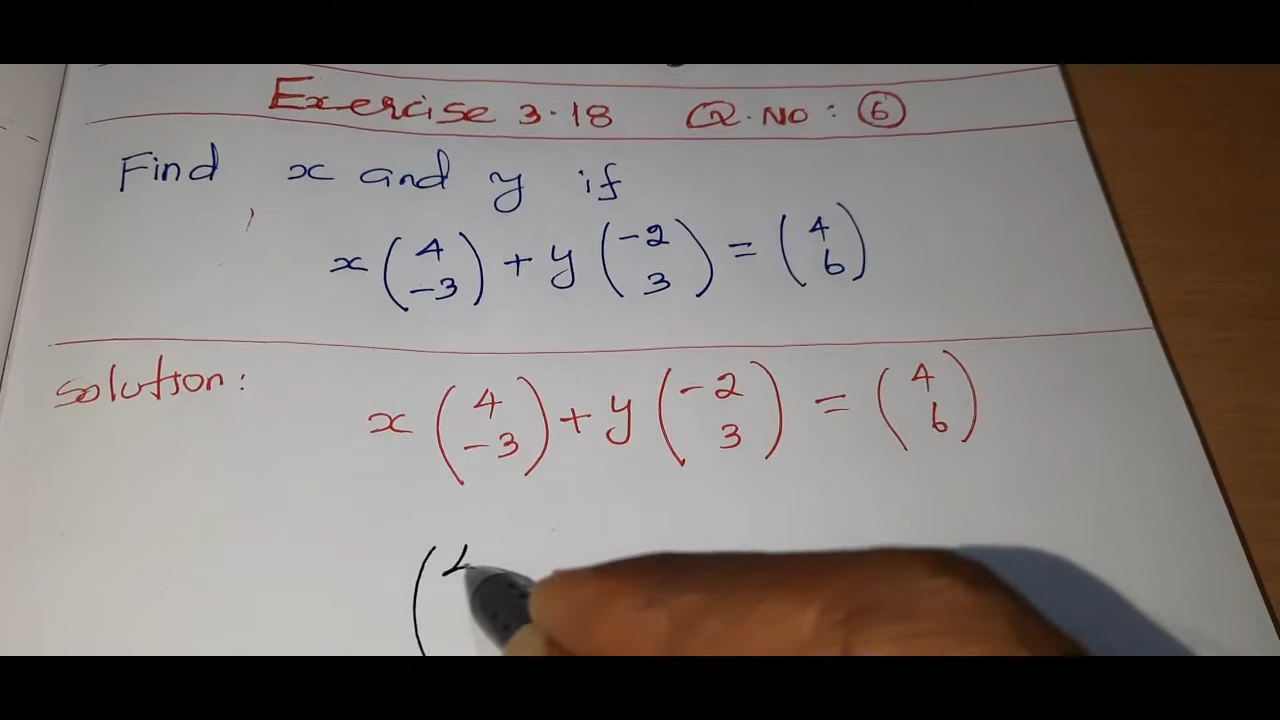 Exercise 3.18 Q.No: ⑥
Find x and y if
x(4 -3) + y(-2 3) = (4 6)
Solution: x(4 -3) + y(-2 3) = (4 6)
(4